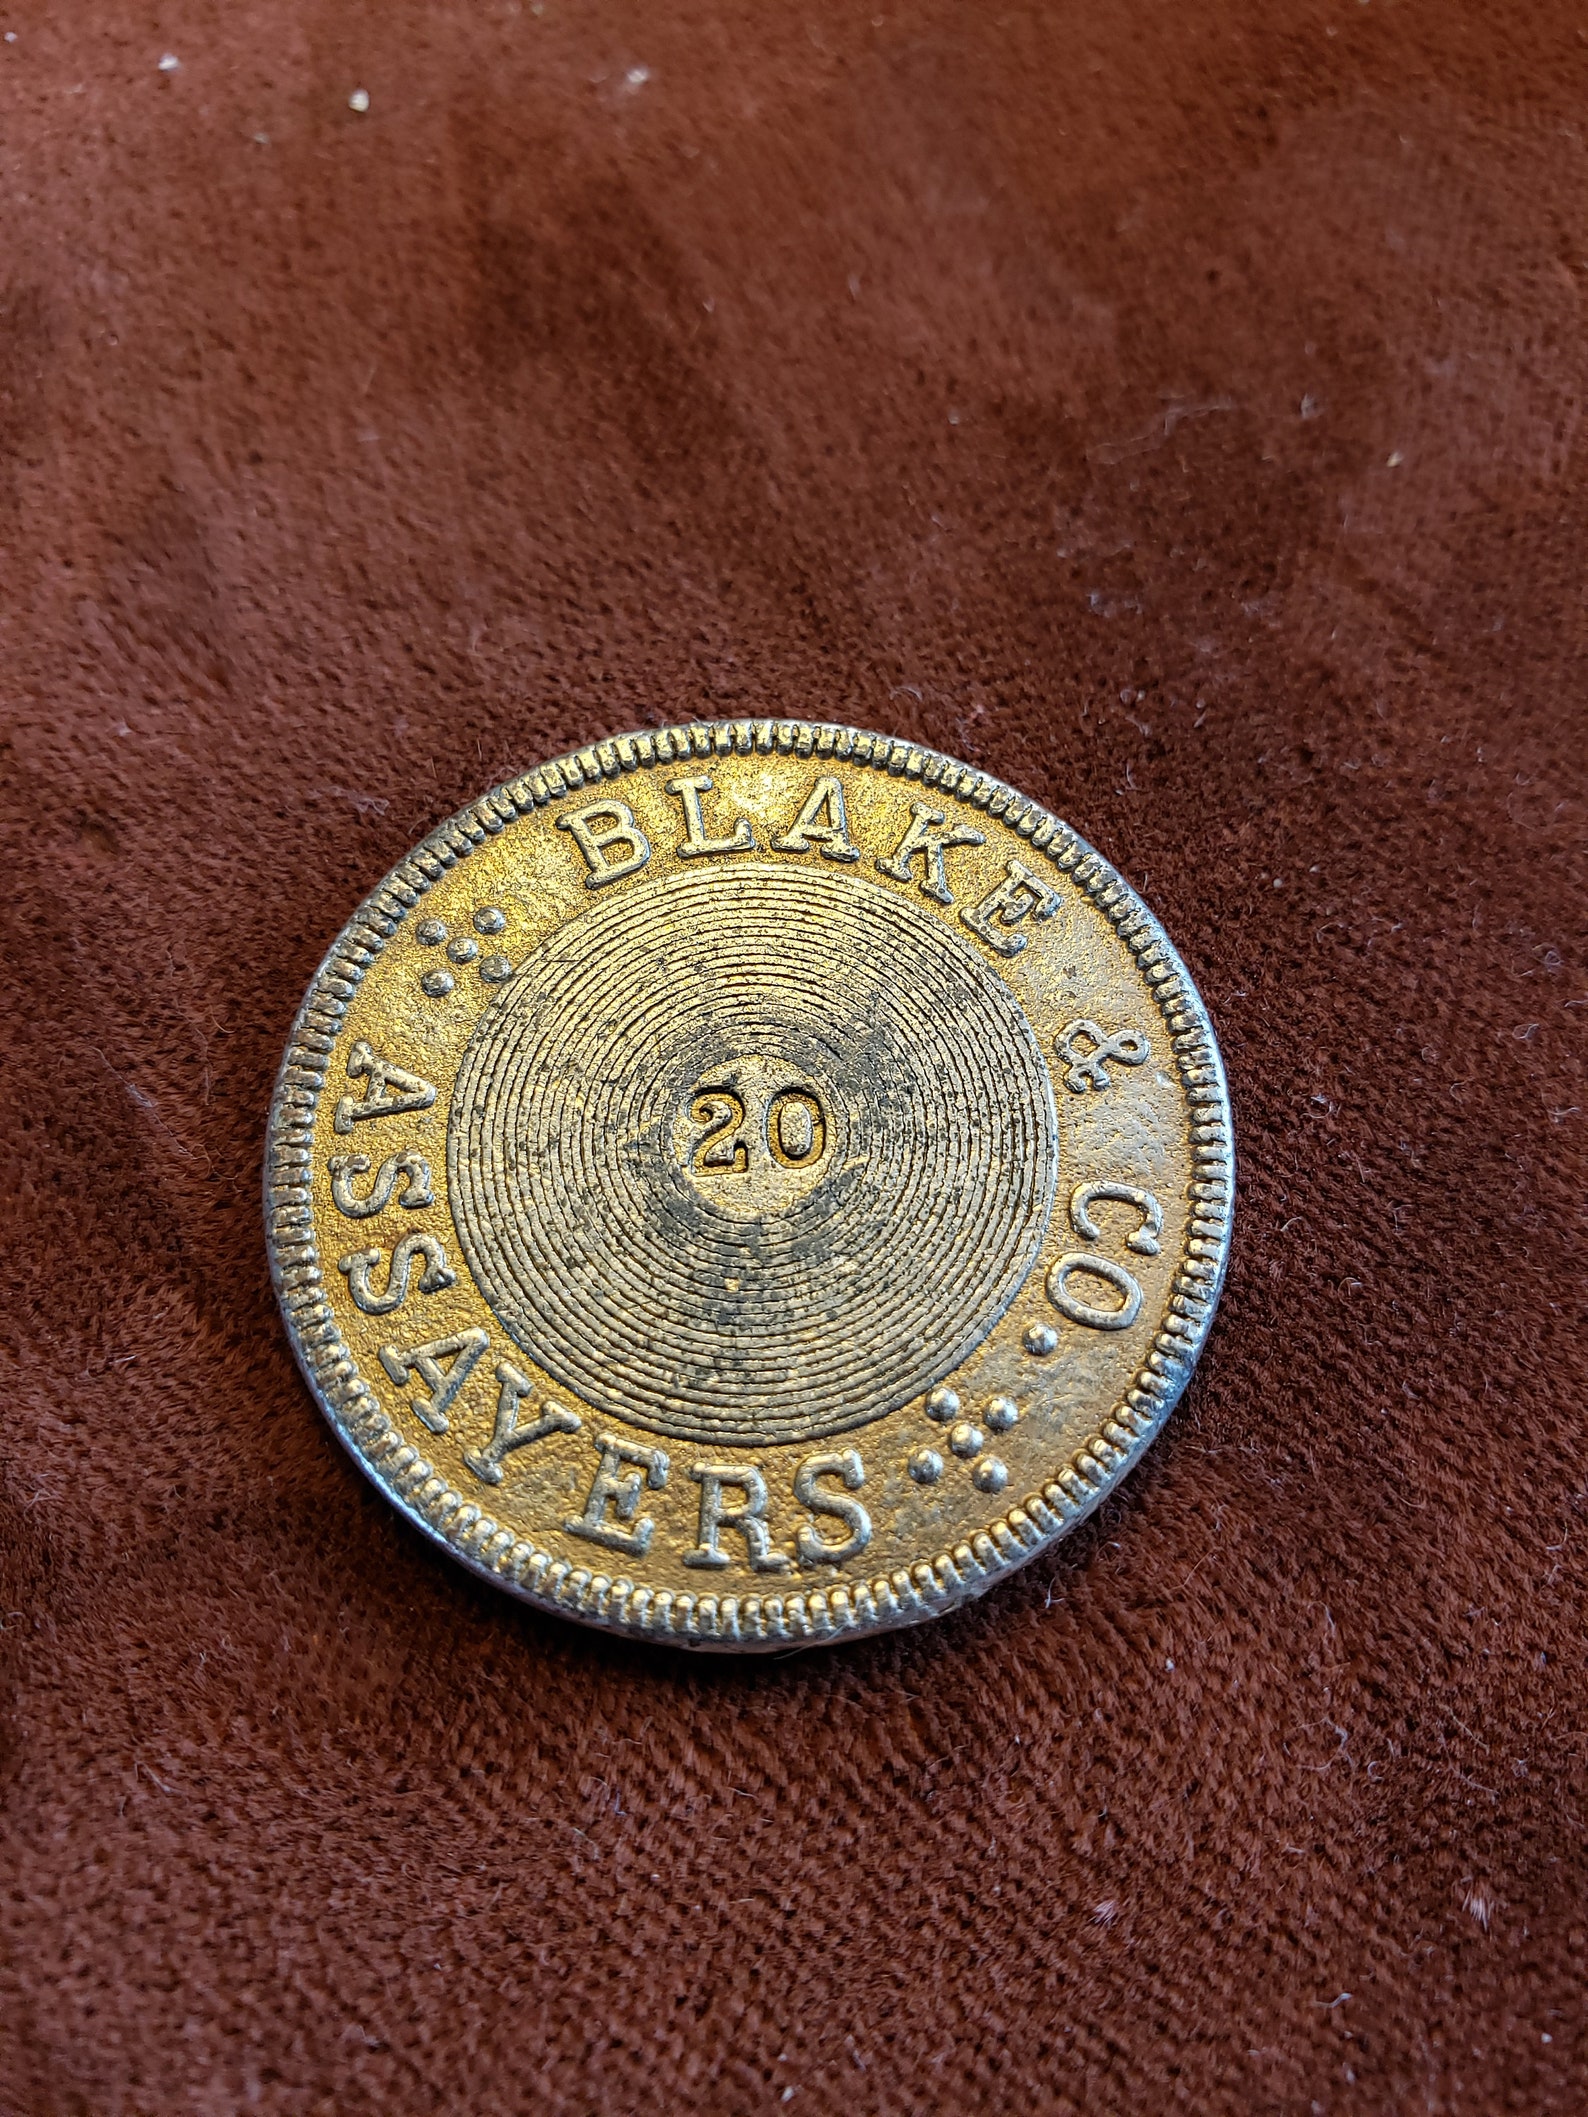 BLAKE & CO.
ASSAYERS
20